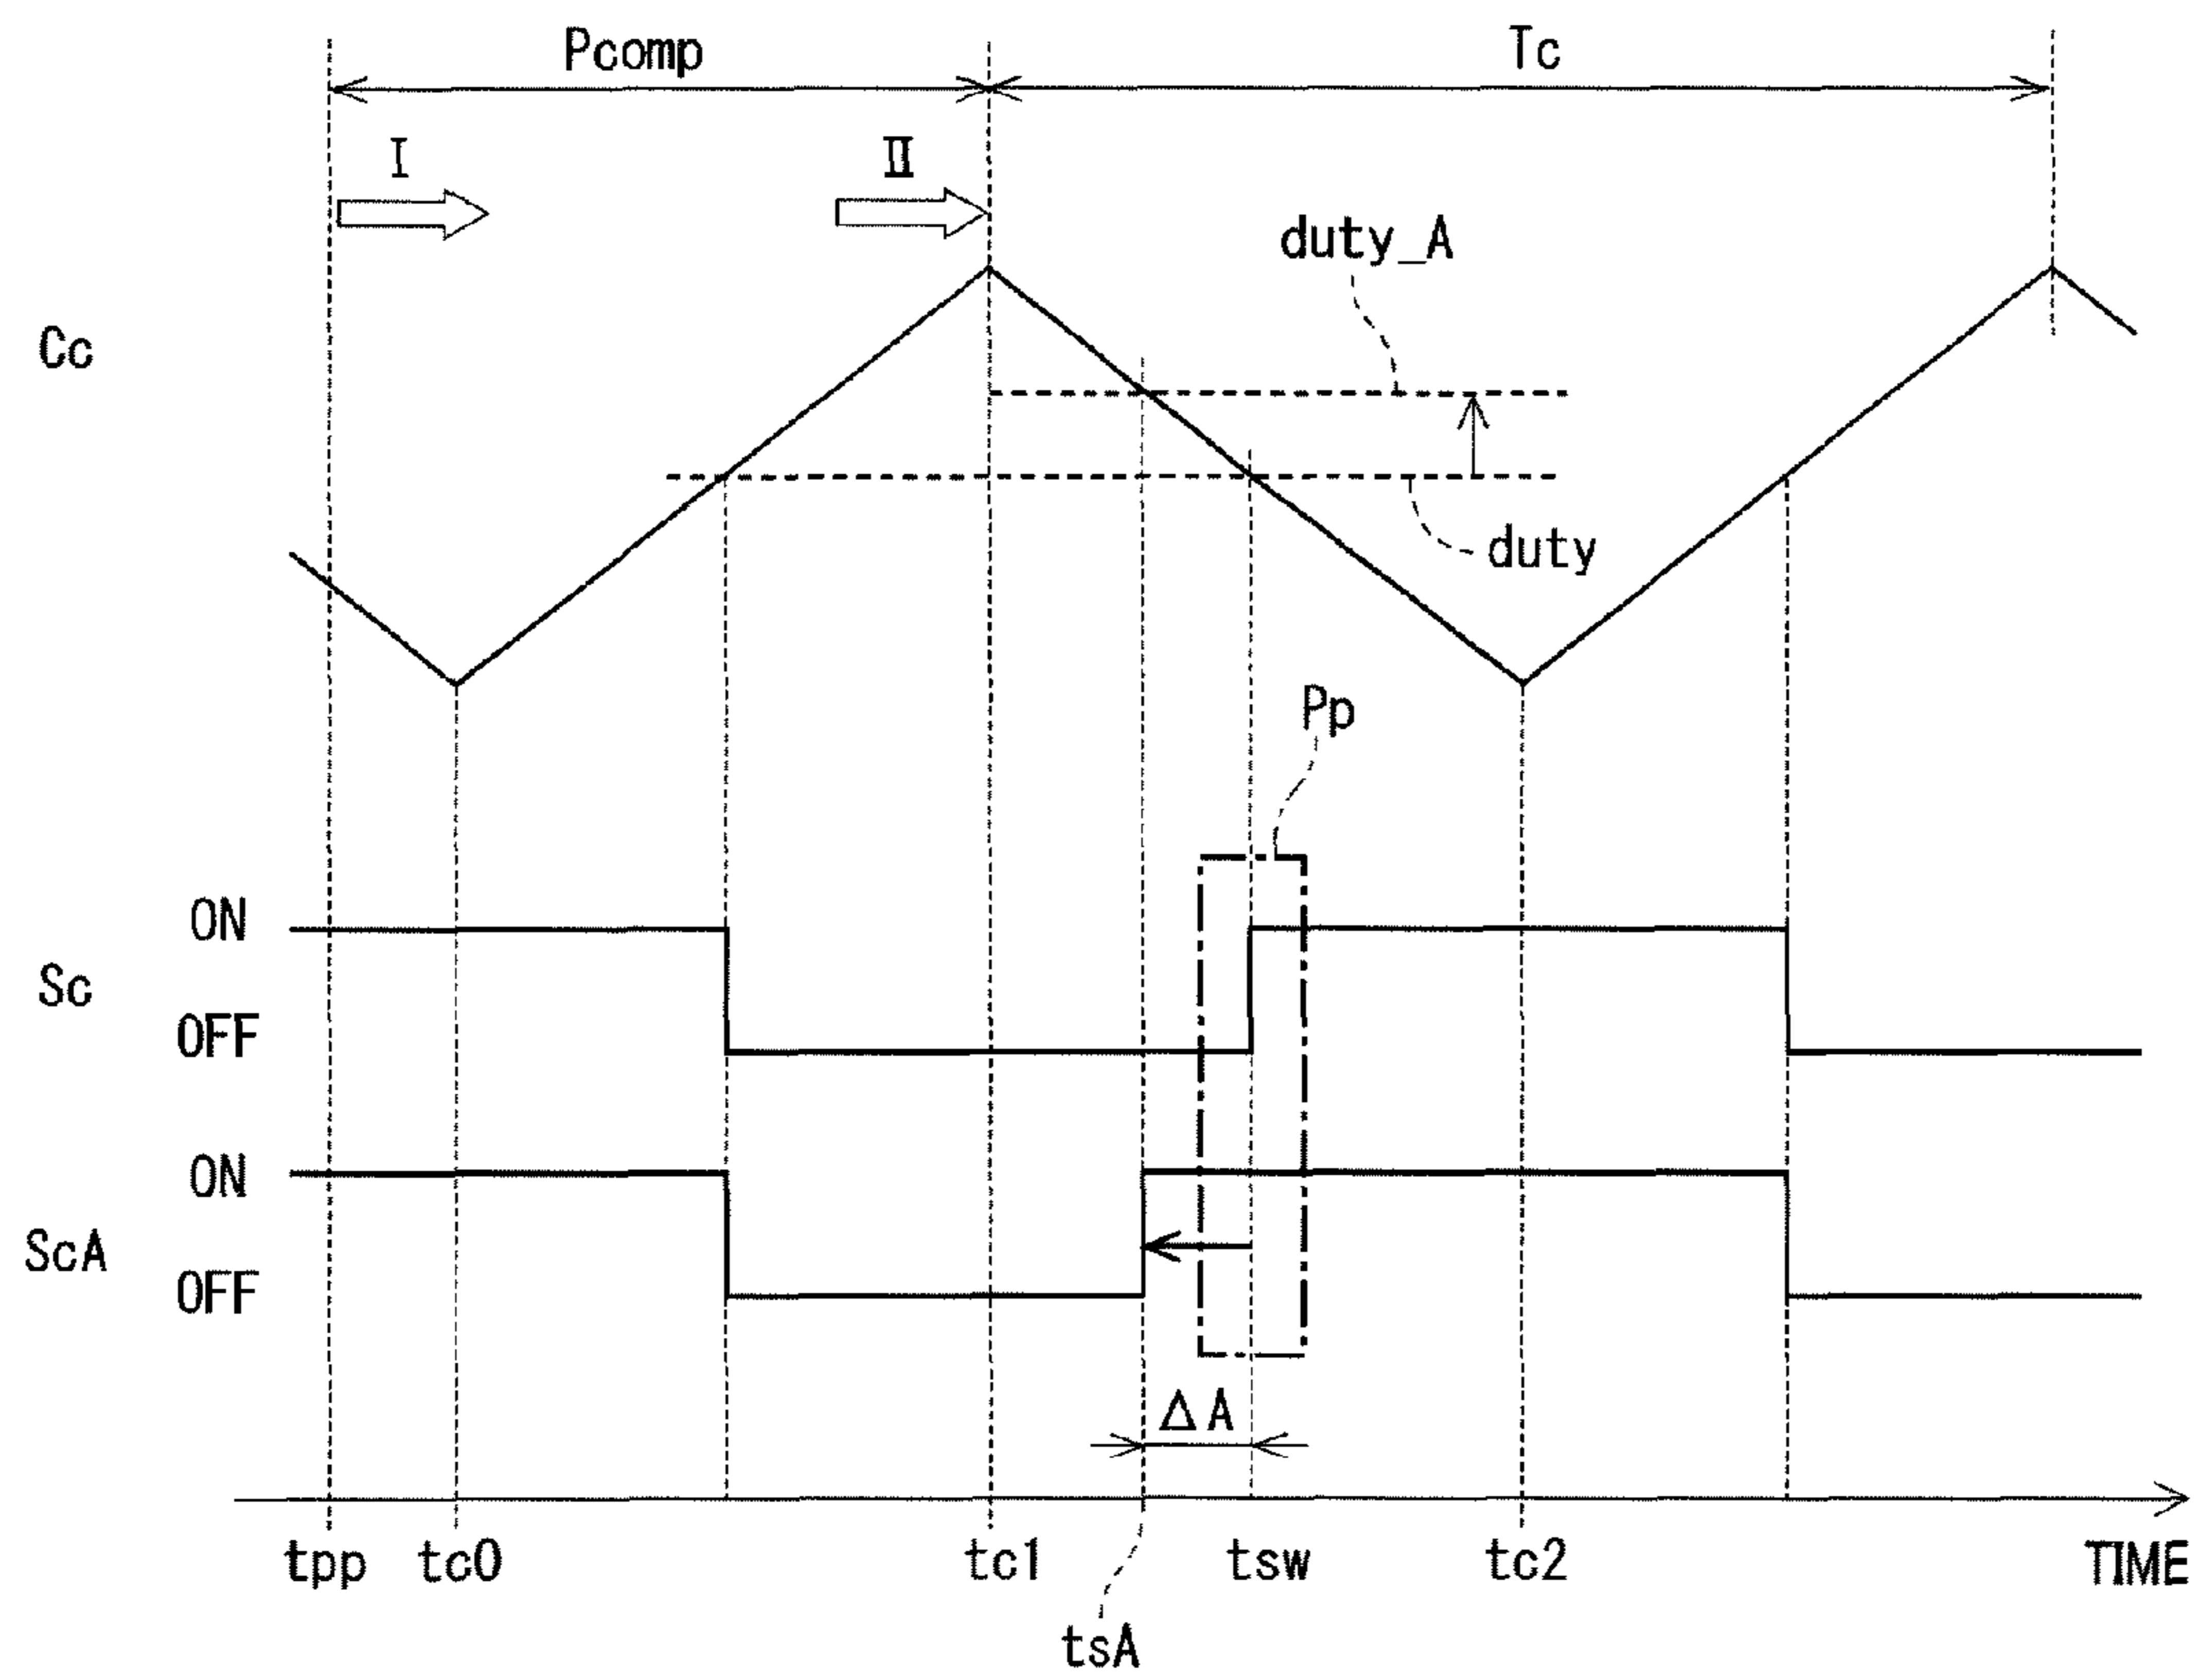 Pcomp
Tc
I
II
duty_A
Cc
duty
Pp
ON
Sc
OFF
ON
ScA
OFF
ΔA
tpp
tc0
tc1
tsw
tc2
TIME
tsA